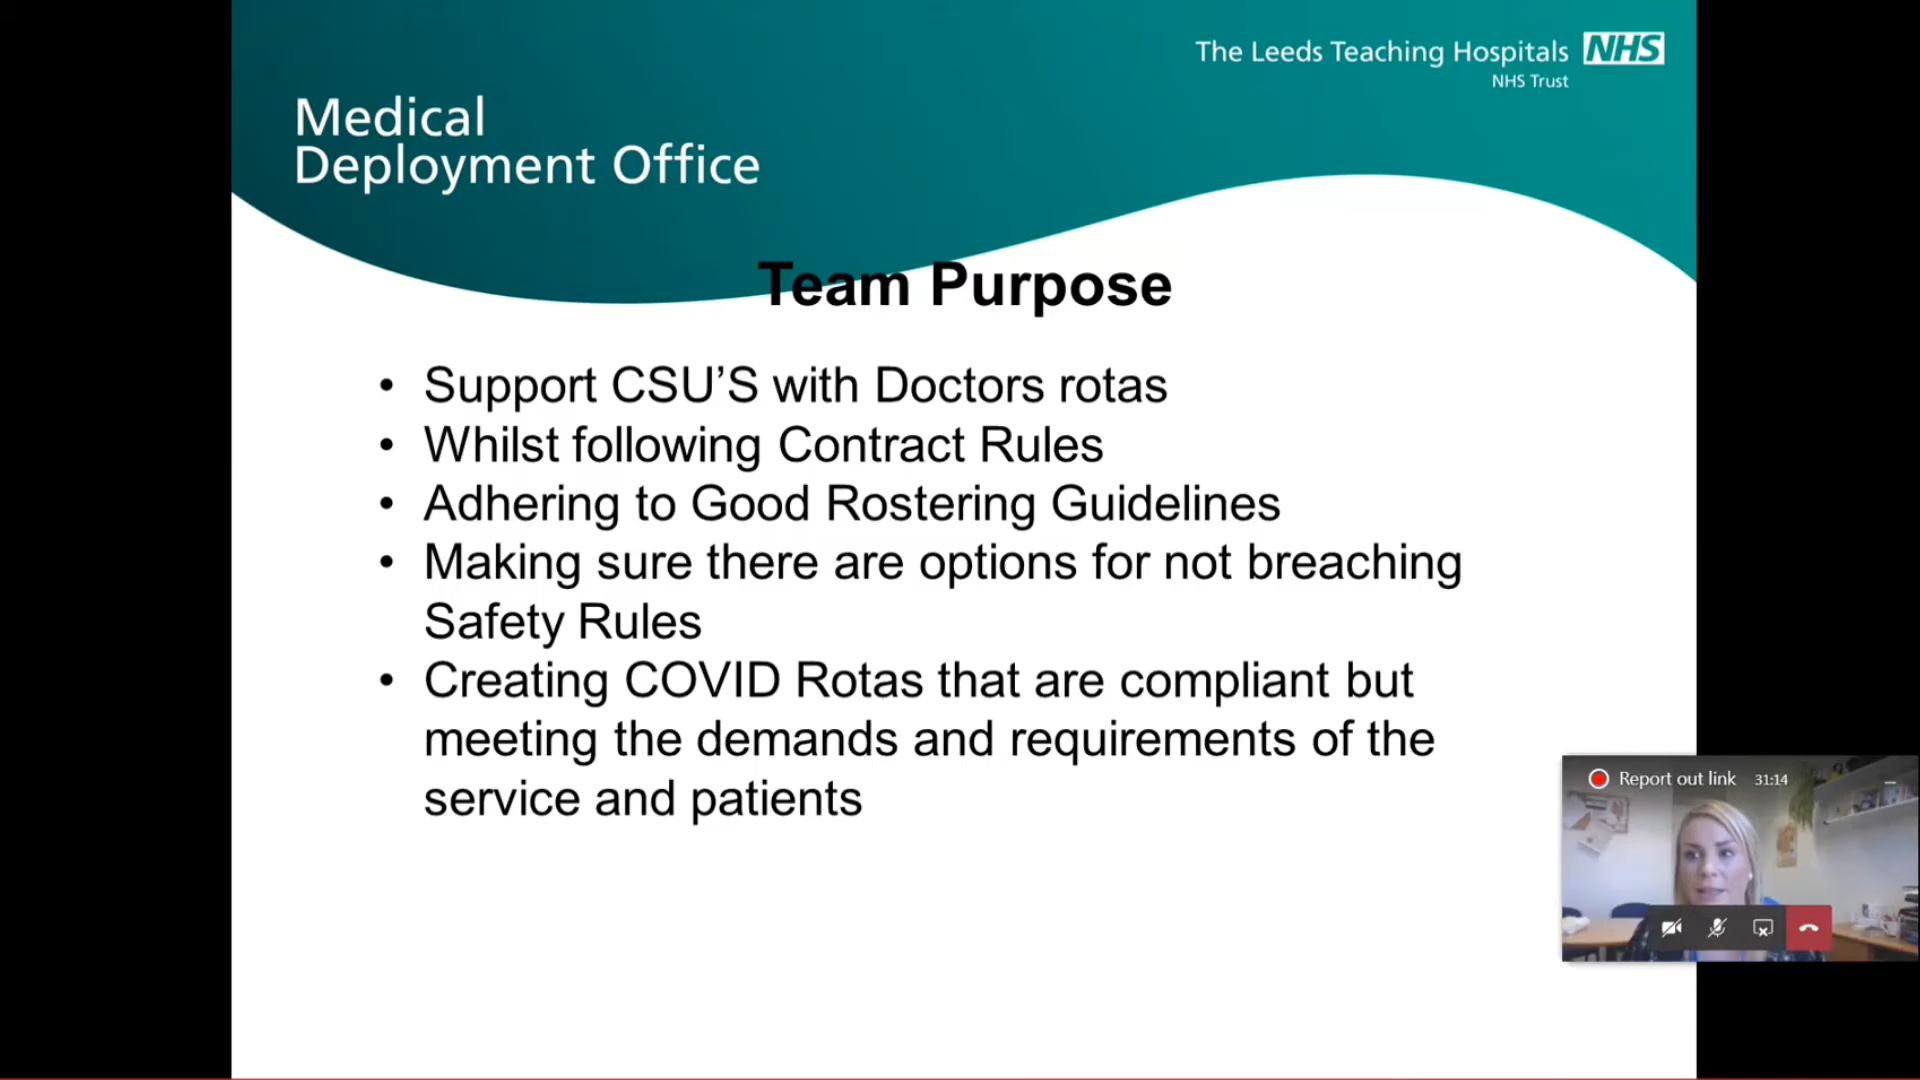 The Leeds Teaching Hospitals NHS
NHS Trust
Medical
Deployment Office
Team Purpose
• Support CSU’S with Doctors rotas
• Whilst following Contract Rules
• Adhering to Good Rostering Guidelines
• Making sure there are options for not breaching
Safety Rules
• Creating COVID Rotas that are compliant but
meeting the demands and requirements of the
service and patients
Report out link 31:14